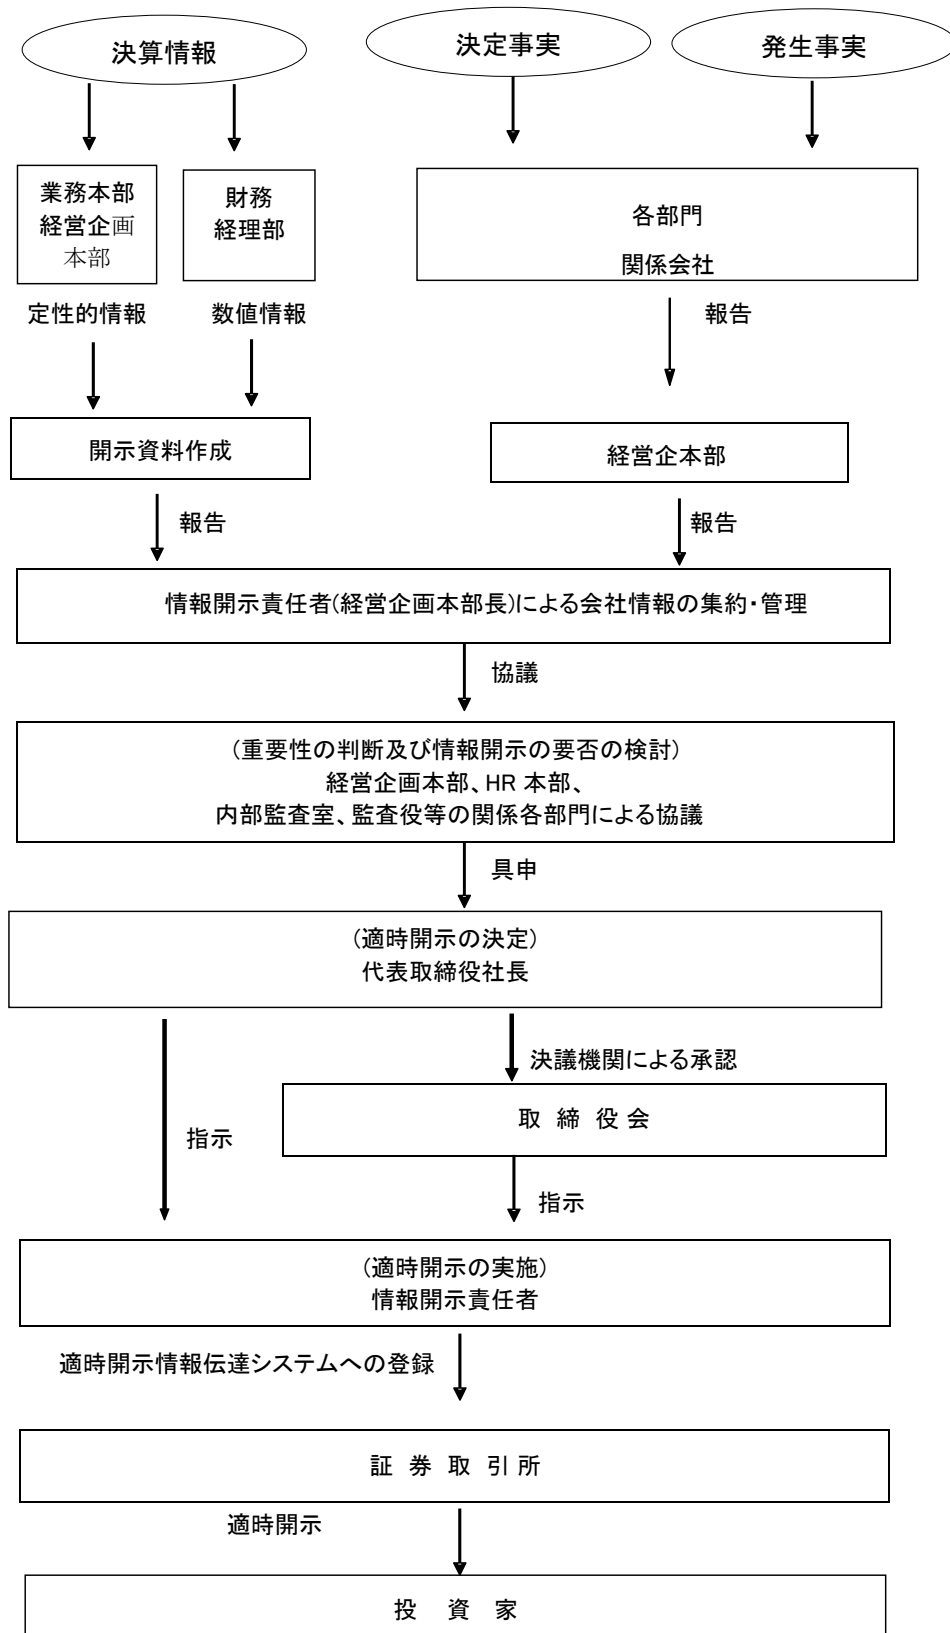 決算情報
決定事実
発生事実
業務本部
経営企画
本部
財務
経理部
各部門
関係会社
定性的情報
数値情報
報告
開示資料作成
経営企本部
報告
報告
情報開示責任者(経営企画本部長)による会社情報の集約・管理
協議
(重要性の判断及び情報開示の要否の検討)
経営企画本部、HR 本部、
内部監査室、監査役等の関係各部門による協議
具申
(適時開示の決定)
代表取締役社長
決議機関による承認
取 締 役 会
指示
指示
(適時開示の実施)
情報開示責任者
適時開示情報伝達システムへの登録
証 券 取 引 所
適時開示
投 資 家